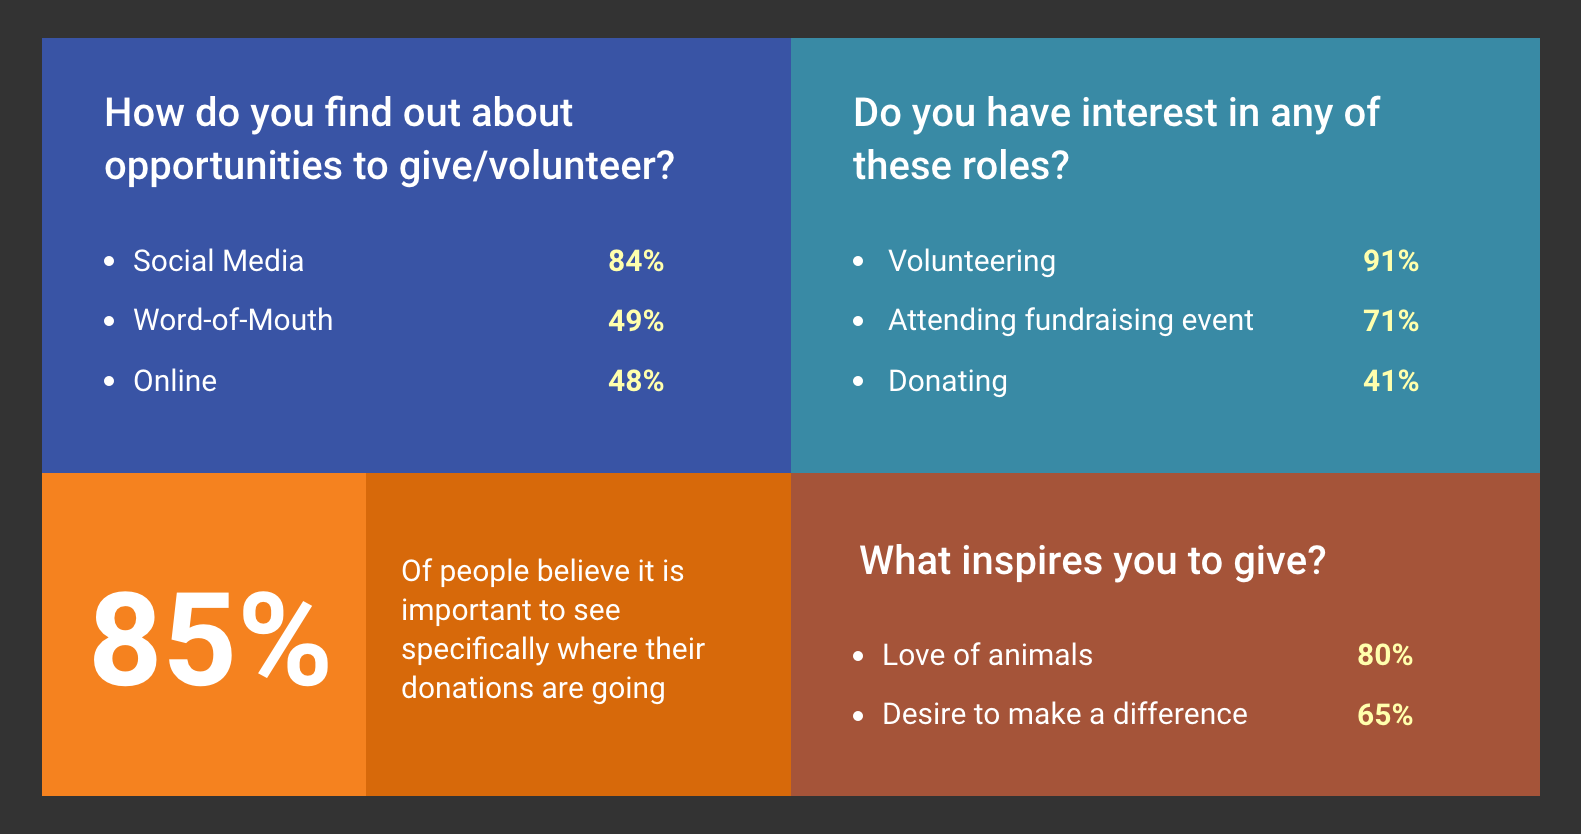 How do you find out about
opportunities to give/volunteer?
• Social Media 84%
• Word-of-Mouth 49%
• Online 48%
Do you have interest in any of
these roles?
• Volunteering 91%
• Attending fundraising event 71%
• Donating 41%
85%
Of people believe it is
important to see
specifically where their
donations are going
What inspires you to give?
• Love of animals 80%
• Desire to make a difference 65%